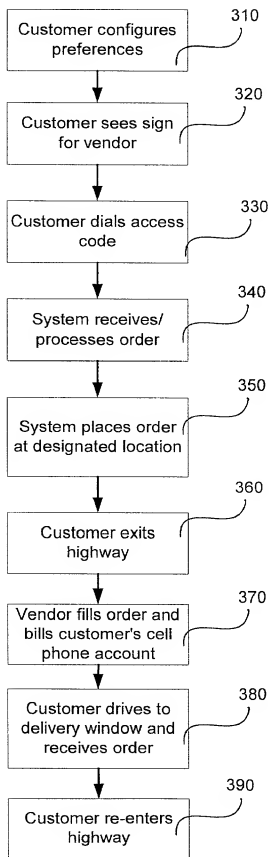 310
Customer configures
preferences
320
Customer sees sign
for vendor
330
Customer dials access
code
340
System receives/
processes order
350
System places order
at designated location
360
Customer exits
highway
370
Vendor fills order and
bills customer's cell
phone account
380
Customer drives to
delivery window and
receives order
390
Customer re-enters
highway